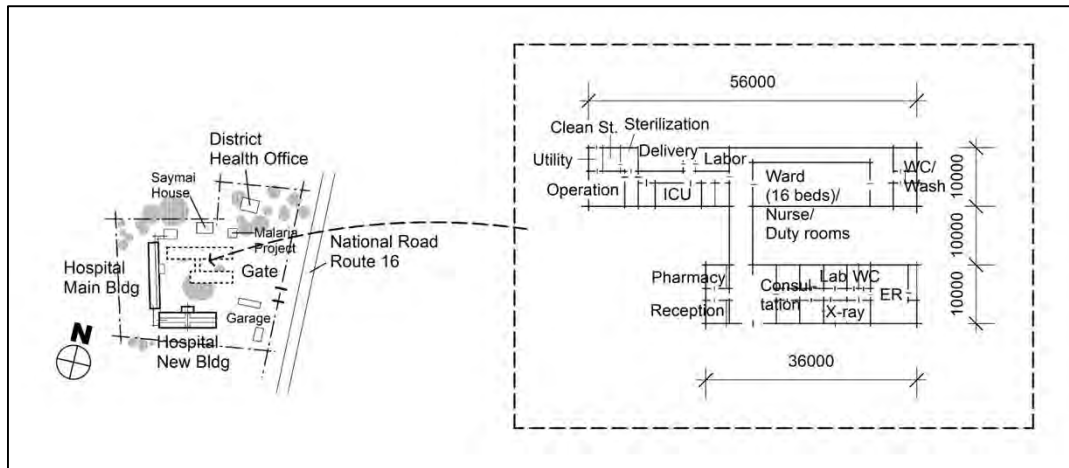 District
Health Office
Saymai
House
Malaria
Project
National Road
Route 16
Hospital
Main Bldg
Gate
Garage
N
Hospital
New Bldg
56000
Clean St.
Sterilization
Utility
Delivery
Labor
Operation
ICU
Ward
(16 beds)/
Nurse/
Duty rooms
WC/
Wash
10000
10000
10000
Pharmacy
Reception
Consul-
tation
Lab
WC
X-ray
ER
36000